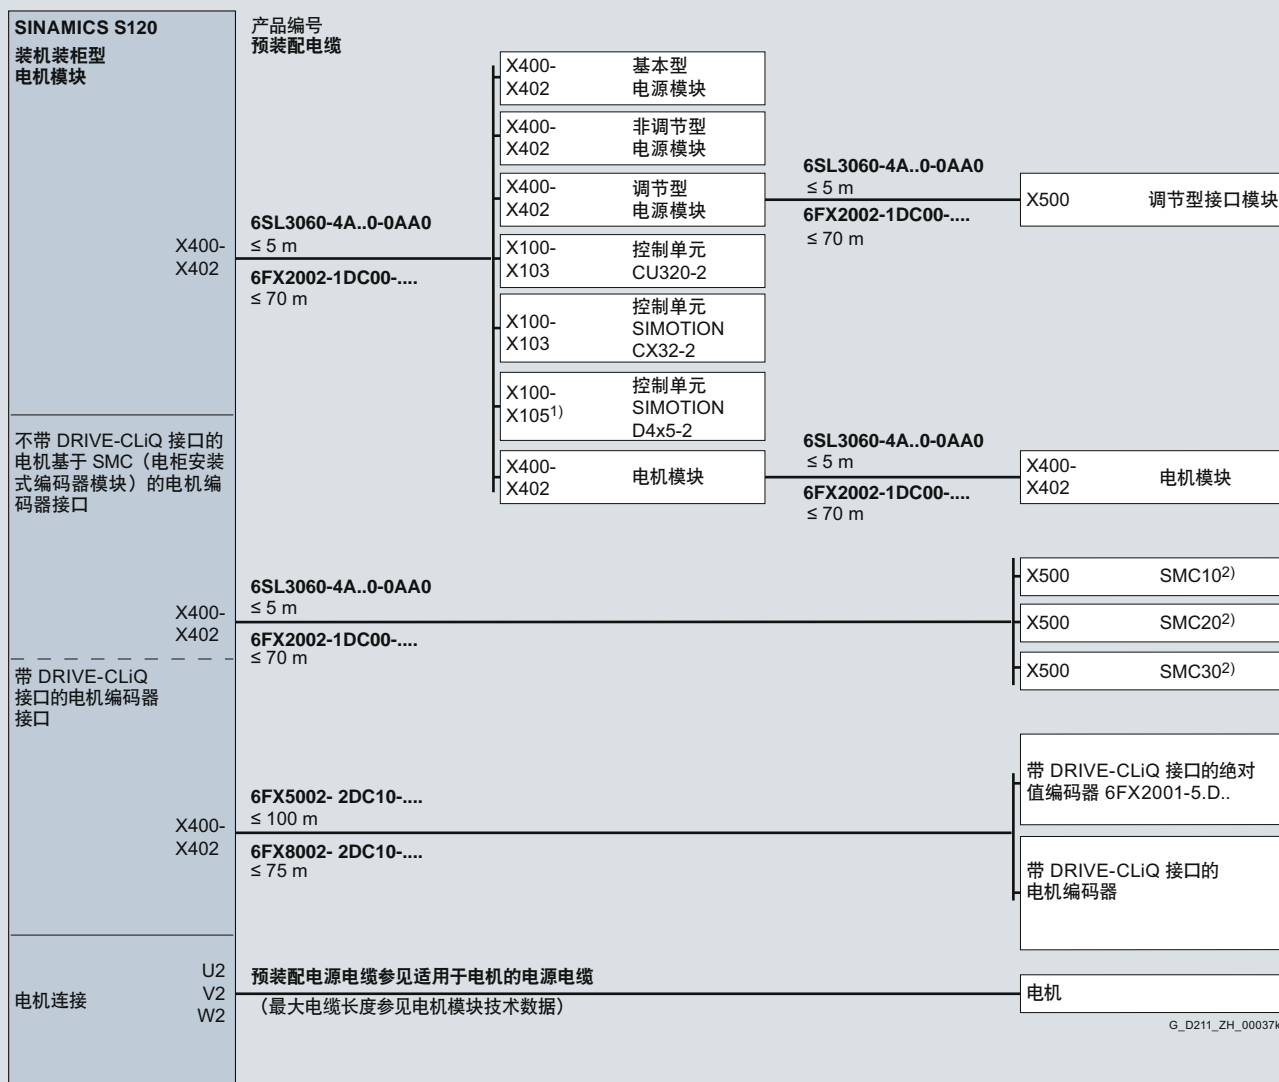 SINAMICS S120
装机装柜型
电机模块
产品编号
预装配电缆
X400-
X402
基本型
电源模块
X400-
X402
非调节型
电源模块
X400-
X402
调节型
电源模块
6SL3060-4A..0-0AA0
≤ 5 m
6FX2002-1DC00-....
≤ 70 m
X500
调节型接口模块
X400-
X402
6SL3060-4A..0-0AA0
≤ 5 m
6FX2002-1DC00-....
≤ 70 m
X100-
X103
控制单元
CU320-2
X100-
X103
控制单元
SIMOTION
CX32-2
X100-
X1051)
控制单元
SIMOTION
D4x5-2
X400-
X402
电机模块
6SL3060-4A..0-0AA0
≤ 5 m
6FX2002-1DC00-....
≤ 70 m
X400-
X402
电机模块
不带 DRIVE-CLiQ 接口的
电机基于 SMC（电柜安装
式编码器模块）的电机编
码器接口
X400-
X402
6SL3060-4A..0-0AA0
≤ 5 m
6FX2002-1DC00-....
≤ 70 m
X500
SMC102)
X500
SMC202)
X500
SMC302)
带 DRIVE-CLiQ
接口的电机编码器
接口
X400-
X402
6FX5002- 2DC10-....
≤ 100 m
6FX8002- 2DC10-....
≤ 75 m
带 DRIVE-CLiQ 接口的绝对
值编码器 6FX2001-5.D..
带 DRIVE-CLiQ 接口的
电机编码器
电机连接
U2
V2
W2
预装配电源电缆参见适用于电机的电源电缆
（最大电缆长度参见电机模块技术数据）
电机
G_D211_ZH_00037k